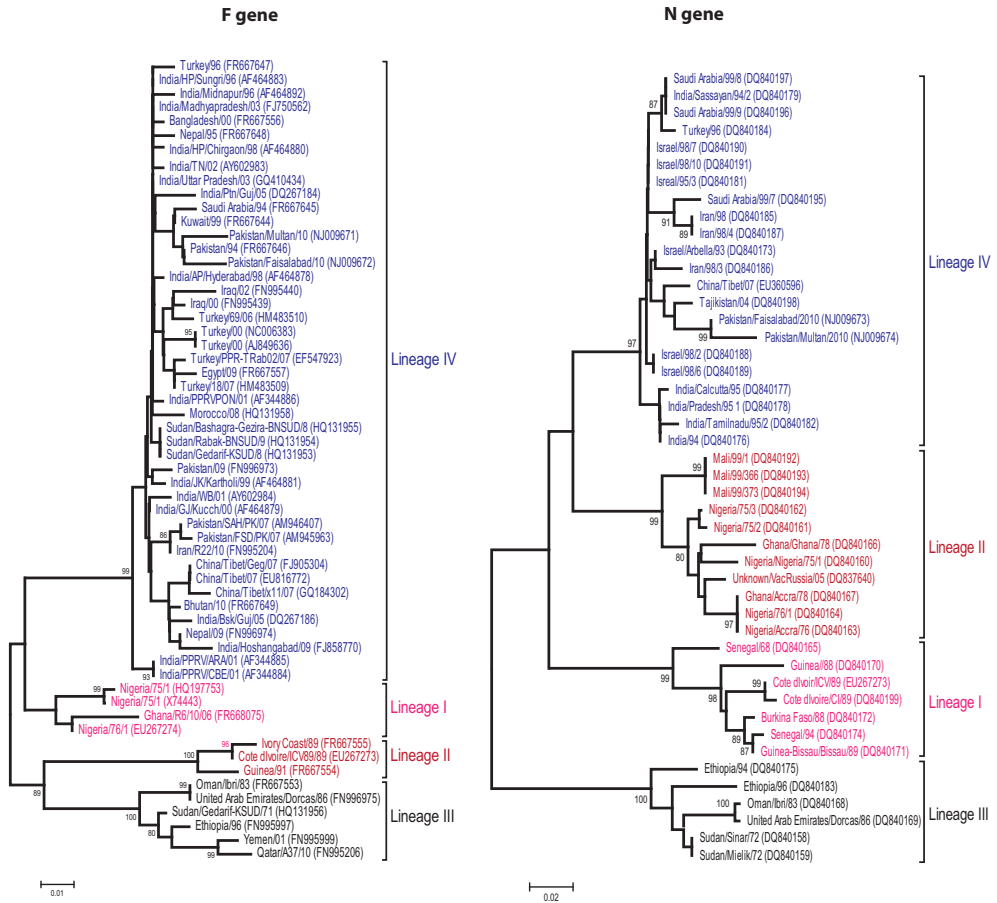 F gene
Turkey/96 (FR667647)
India/HP/Sungri/96 (AF464883)
India/Midnapur/96 (AF464892)
India/Madhyapradesh/03 (FJ750562)
Bangladesh/00 (FR667556)
Nepal/95 (FR667648)
India/HP/Chirgaon/98 (AF464880)
India/TN/02 (AY602983)
India/Uttar Pradesh/03 (GQ410434)
India/Ptn/Guj/05 (DQ267184)
Saudi Arabia/94 (FR667645)
Kuwait/99 (FR667644)
Pakistan/Multan/10 (NJ009671)
Pakistan/94 (FR667646)
Pakistan/Faisalabad/10 (NJ009672)
India/AP/Hyderabad/98 (AF464878)
Iraq/02 (FN995440)
Iraq/00 (FN995439)
Turkey/69/06 (HM483510)
95
Turkey/00 (NC006383)
Turkey/00 (AJ849636)
Turkey/PPR-TRab02/07 (EF547923)
Egypt/09 (FR667557)
Turkey/18/07 (HM483509)
India/PPRVPON/01 (AF344886)
Morocco/08 (HQ131958)
Sudan/Bashagra-Gezira-BNSUD/8 (HQ131955)
Sudan/Rabak-BNSUD/9 (HQ131954)
Sudan/Gedarif-KSUD/8 (HQ131953)
Pakistan/09 (FN996973)
India/JK/Kartholi/99 (AF464881)
India/WB/01 (AY602984)
India/GJ/Kucch/00 (AF464879)
Pakistan/SAH/PK/07 (AM946407)
86
Pakistan/FSD/PK/07 (AM945963)
Iran/R22/10 (FN995204)
China/Tibet/Geg/07 (FJ905304)
99
China/Tibet/07 (EU816772)
China/Tibet/x11/07 (GQ184302)
Bhutan/10 (FR667649)
India/Bsk/Guj/05 (DQ267186)
Nepal/09 (FN996974)
India/Hoshangabad/07 (FJ858770)
India/PPRV/ARA/01 (AF344885)
93
India/PPRV/CBE/01 (AF344884)
Lineage IV
99
Nigeria/75/1 (HQ197753)
Nigeria/75/1 (X74443)
Ghana/R6/10/06 (FR668075)
Nigeria/76/1 (EU267274)
Lineage I
96
Ivory Coast/89 (FR667555)
100
Cote dIvoire/ICV89/89 (EU267273)
Guinea/91 (FR667554)
Lineage II
89
99
Oman/Ibri/83 (FR667553)
United Arab Emirates/Dorcas/86 (FN996975)
100
Sudan/Gedarif-KSUD/71 (HQ131956)
80
Ethiopia/96 (FN995997)
Yemen/01 (FN995999)
99
Qatar/A37/10 (FN995206)
Lineage III
0.01
N gene
Saudi Arabia/99/8 (DQ840197)
87
India/Sassayan/94/2 (DQ840179)
Saudi Arabia/99/9 (DQ840196)
Turkey/96 (DQ840184)
Israel/98/7 (DQ840190)
Israel/98/10 (DQ840191)
Isreal/95/3 (DQ840181)
Saudi Arabia/99/7 (DQ840195)
91
Iran/98 (DQ840185)
89
Iran/98/4 (DQ840187)
Israel/Arbella/93 (DQ840173)
Iran/98/3 (DQ840186)
China/Tibet/07 (EU360596)
Tajikistan/04 (DQ840198)
Pakistan/Faisalabad/2010 (NJ009673)
99
Pakistan/Multan/2010 (NJ009674)
97
Israel/98/2 (DQ840188)
Israel/98/6 (DQ840189)
India/Calcutta/95 (DQ840177)
India/Pradesh/95 1 (DQ840178)
India/Tamilnadu/95/2 (DQ840182)
India/94 (DQ840176)
Lineage IV
Mali/99/1 (DQ840192)
99
Mali/99/366 (DQ840193)
Mali/99/373 (DQ840194)
99
Nigeria/75/3 (DQ840162)
Nigeria/75/2 (DQ840161)
80
Ghana/Ghana/78 (DQ840166)
Nigeria/Nigeria/75/1 (DQ840160)
Unknown/VacRussia/05 (DQ837640)
Ghana/Accra/78 (DQ840167)
Nigeria/76/1 (DQ840164)
97
Nigeria/Accra/76 (DQ840163)
Lineage II
Senegal/68 (DQ840165)
Guinea//88 (DQ840170)
99
Cote dIvoir/ICV/89 (EU267273)
98
Cote dIvoire/CI/89 (DQ840199)
Burkina Faso/88 (DQ840172)
89
Senegal/94 (DQ840174)
87
Guinea-Bissau/Bissau/89 (DQ840171)
Lineage I
Ethiopia/94 (DQ840175)
100
Ethiopia/96 (DQ840183)
100
Oman/Ibri/83 (DQ840168)
United Arab Emirates/Dorcas/86 (DQ840169)
Sudan/Sinar/72 (DQ840158)
Sudan/Mielik/72 (DQ840159)
Lineage III
0.02